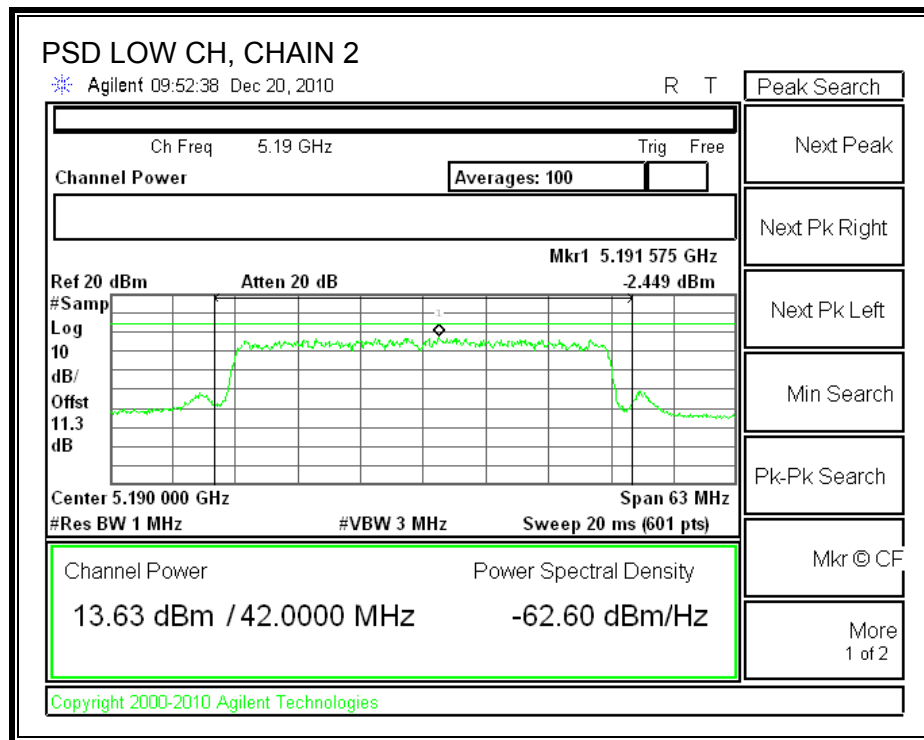 PSD LOW CH, CHAIN 2
Agilent 09:52:38 Dec 20, 2010 R T
Peak Search
Ch Freq 5.19 GHz Trig Free
Next Peak
Channel Power Averages: 100
Next Pk Right
Mkr1 5.191 575 GHz
Ref 20 dBm Atten 20 dB -2.449 dBm
#Samp
Log
10
dB/
Offst
11.3
dB
1
Next Pk Left
Min Search
Pk-Pk Search
Center 5.190 000 GHz Span 63 MHz
#Res BW 1 MHz #VBW 3 MHz Sweep 20 ms (601 pts)
Channel Power Power Spectral Density
Mkr © CF
13.63 dBm / 42.0000 MHz -62.60 dBm/Hz
More
1 of 2
Copyright 2000-2010 Agilent Technologies